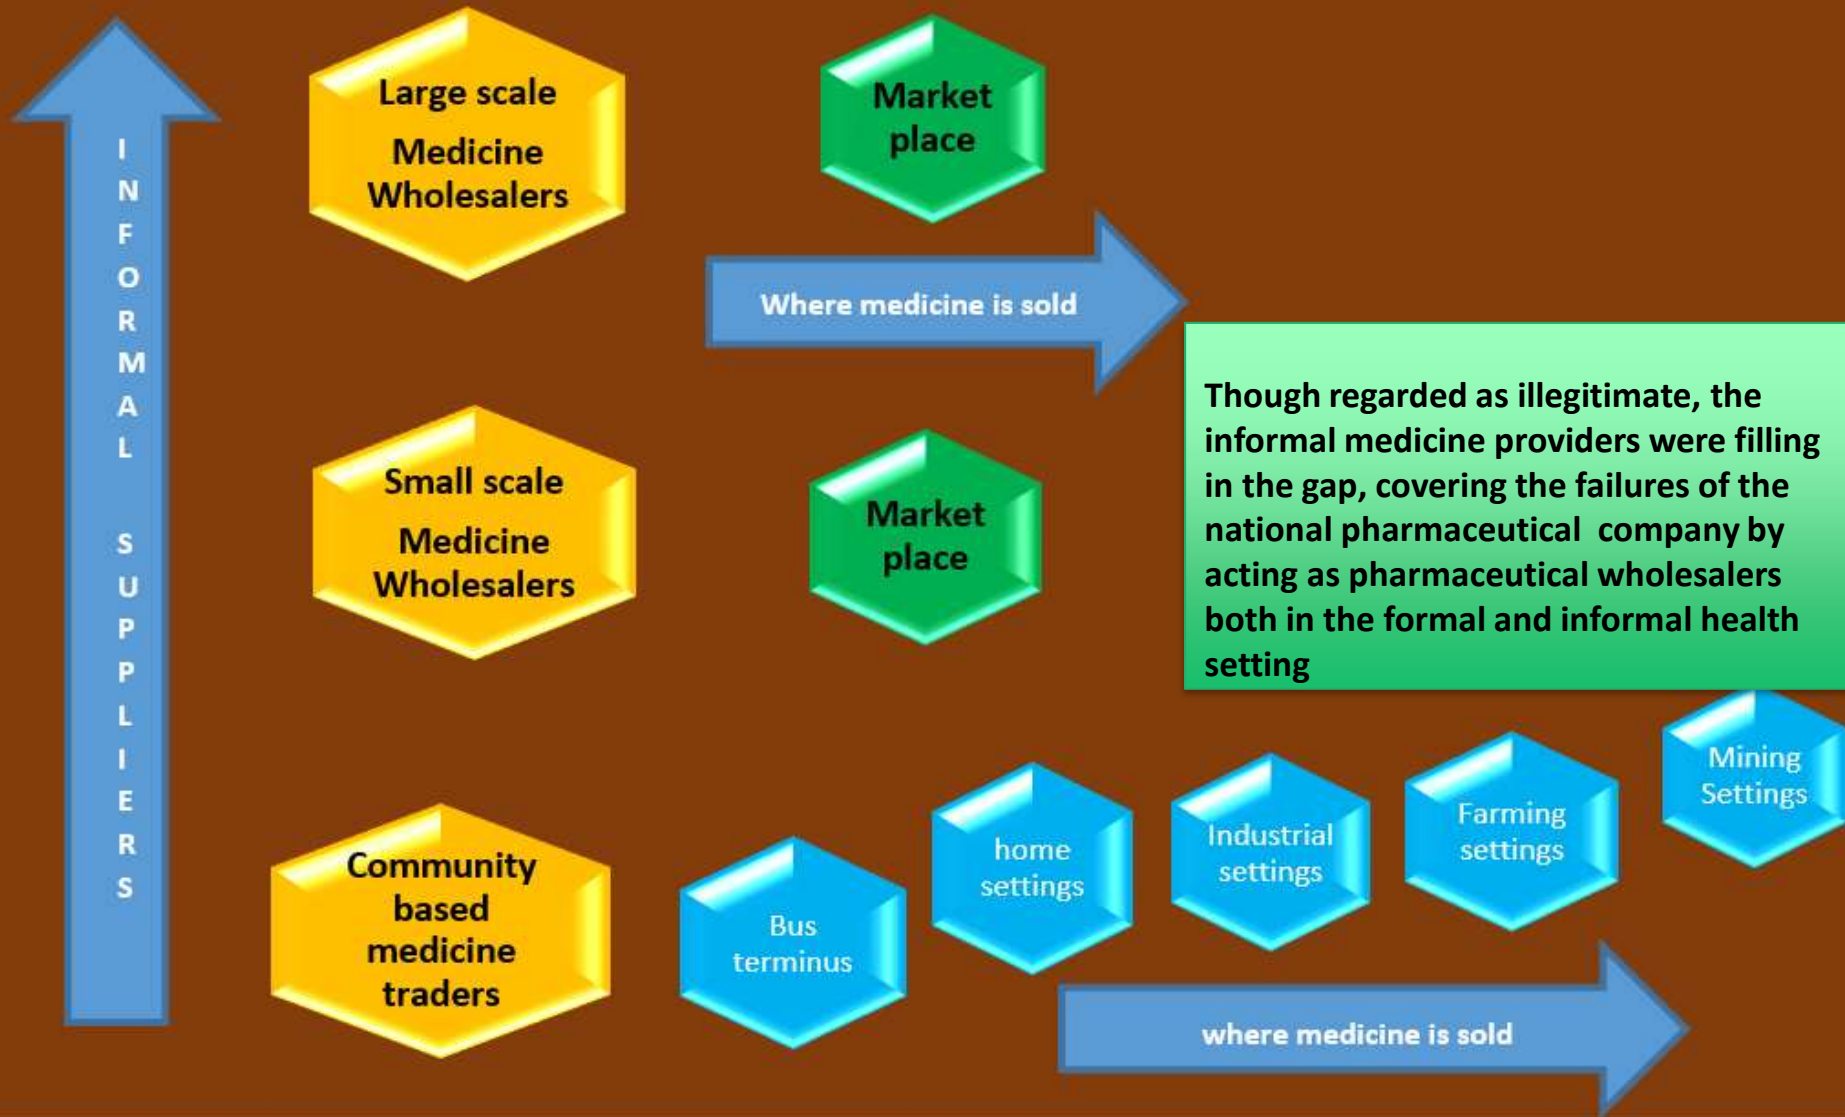 INFORMAL SUPPLIERS
Large scale
Medicine
Wholesalers
Market
place
Where medicine is sold
Though regarded as illegitimate, the
informal medicine providers were filling
in the gap, covering the failures of the
national pharmaceutical company by
acting as pharmaceutical wholesalers
both in the formal and informal health
setting
Small scale
Medicine
Wholesalers
Market
place
Community
based
medicine
traders
Bus
terminus
home
settings
Industrial
settings
Farming
settings
Mining
Settings
where medicine is sold